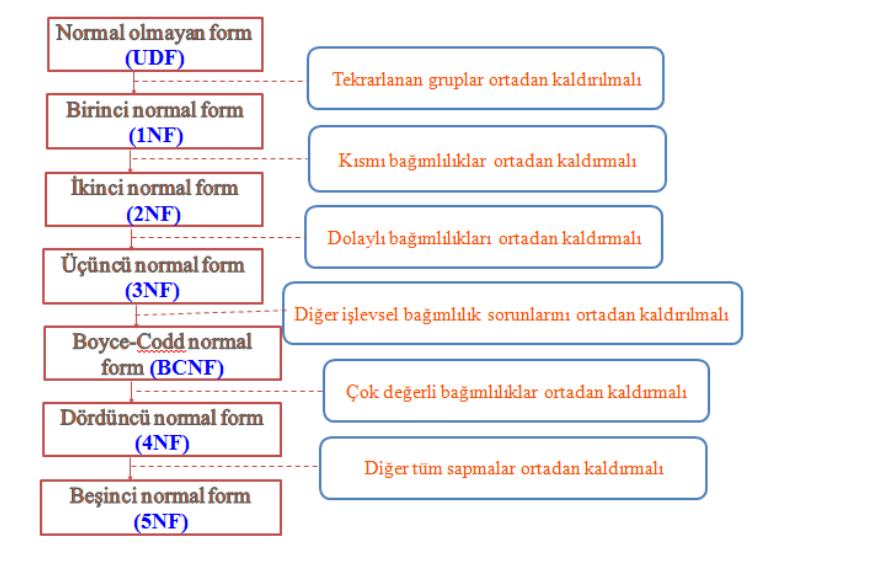 Normal olmayan form
(UDF)
Tekrarlanan gruplar ortadan kaldırılmalı
Birinci normal form
(1NF)
Kısmı bağımlılıklar ortadan kaldırmalı
İkinci normal form
(2NF)
Dolaylı bağımlılıkları ortadan kaldırmalı
Üçüncü normal form
(3NF)
Diğer işlevsel bağımlılık sorunlarını ortadan kaldırılmalı
Boyce-Codd normal
form (BCNF)
Çok değerli bağımlılıklar ortadan kaldırmalı
Dördüncü normal form
(4NF)
Diğer tüm sapmalar ortadan kaldırmalı
Beşinci normal form
(5NF)